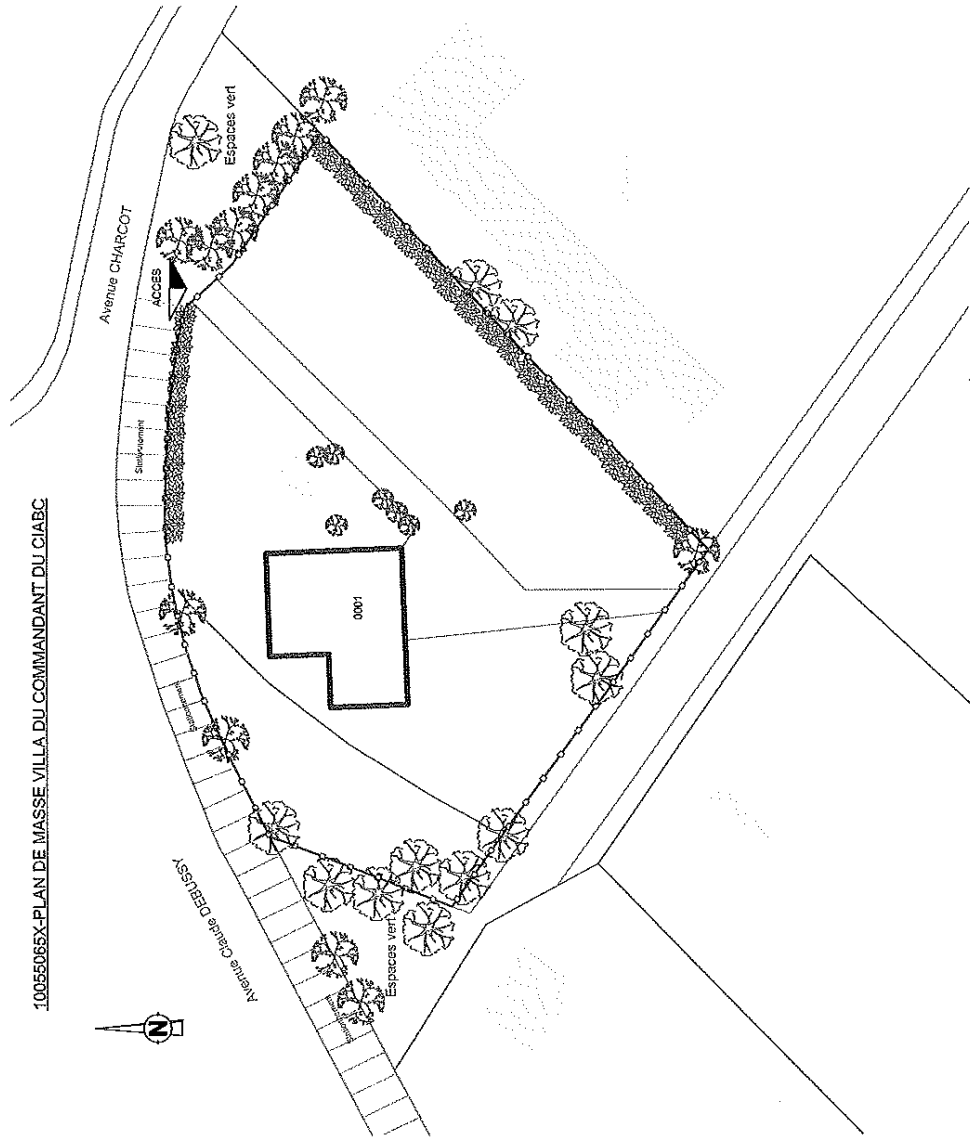 10055065X-PLAN DE MASSE VILLA DU COMMANDANT DU CIABC
N
Avenue Claude DEBUSSY
Avenue CHARCOT
ACCES
Espaces vert
Stationnement
Stationnement
Stationnement
0001
Espaces vert